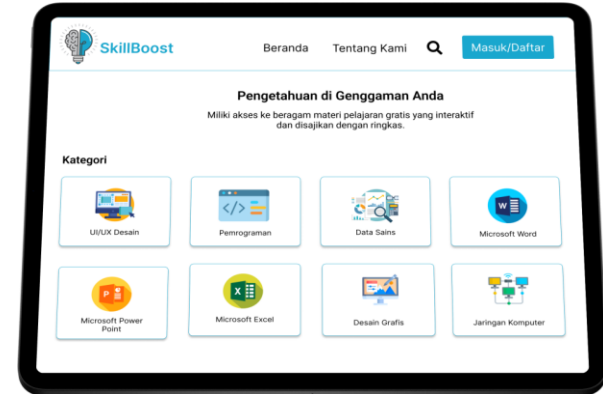 SkillBoost
Beranda
Tentang Kami
Masuk/Daftar
Pengetahuan di Genggaman Anda
Miliki akses ke beragam materi pelajaran gratis yang interaktif
dan disajikan dengan ringkas.
Kategori
UI/UX Desain
Pemrograman
Data Sains
Microsoft Word
Microsoft Power
Point
Microsoft Excel
Desain Grafis
Jaringan Komputer